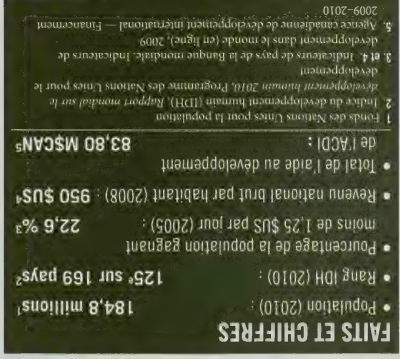 FAITS ET CHIFFRES
• Population (2010) : 184,8 millions¹
• Rang IDH (2010) : 125ᵉ sur 169 pays²
• Pourcentage de la population gagnant
moins de 1,25 $US par jour (2005) : 22,6 %³
• Revenu national brut par habitant (2008) : 950 $US⁴
• Total de l'aide au développement
de l'ACDI : 83,80 M$CAN⁵
1 Fonds des Nations Unies pour la population
2 Indice du développement humain (IDH), Rapport mondial sur le
développement humain 2010, Programme des Nations Unies pour le
développement
3. et 4. Indicateurs de pays de la Banque mondiale. Indicateurs de
développement dans le monde (en ligne), 2009
5. Agence canadienne de développement international — Financement
2009-2010